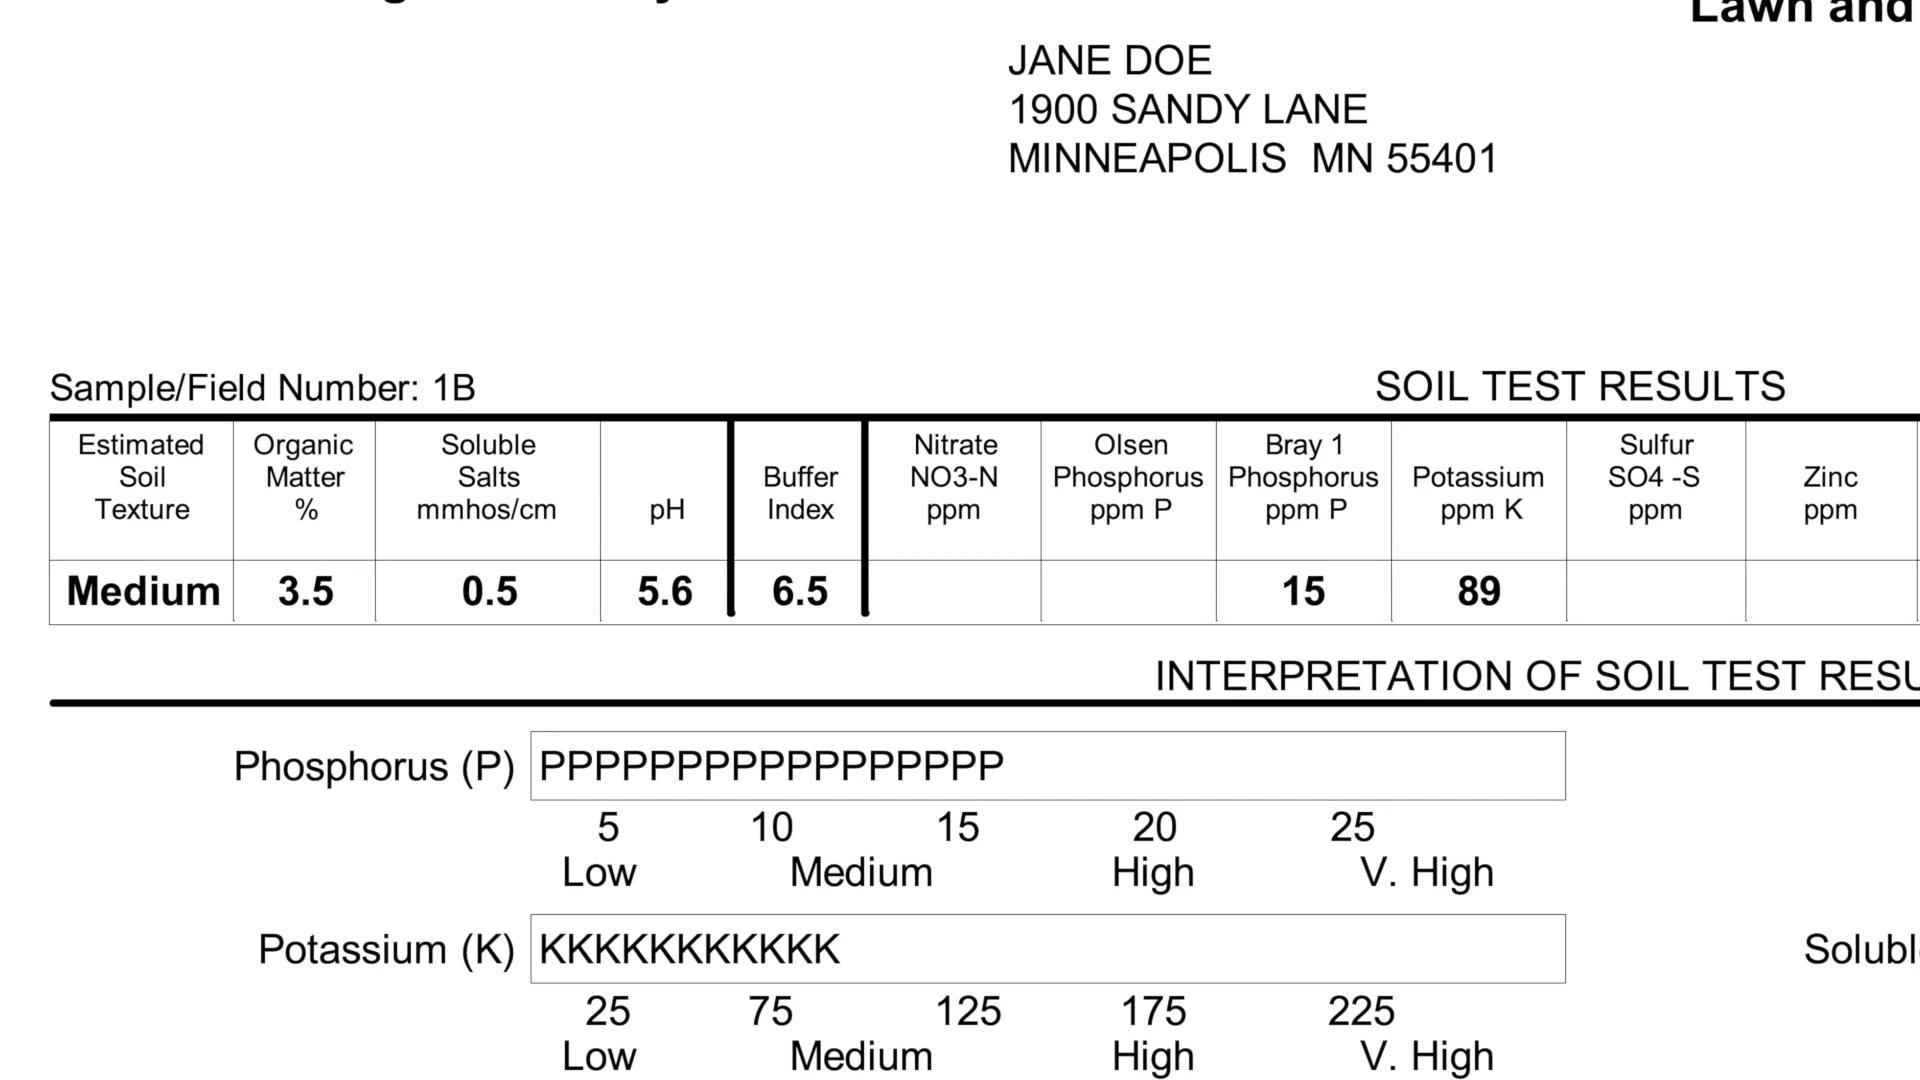 Lawn and
JANE DOE
1900 SANDY LANE
MINNEAPOLIS MN 55401
Sample/Field Number: 1B
SOIL TEST RESULTS
Estimated Soil Texture
Organic Matter %
Soluble Salts mmhos/cm
pH
Buffer Index
Nitrate NO3-N ppm
Olsen Phosphorus ppm P
Bray 1 Phosphorus ppm P
Potassium ppm K
Sulfur SO4 -S ppm
Zinc ppm
Medium 3.5 0.5 5.6 6.5 15 89
INTERPRETATION OF SOIL TEST RESU
Phosphorus (P) PPPPPPPPPPPPPPPPP
5 10 15 20 25
Low Medium High V. High
Potassium (K) KKKKKKKKKKK
Soluble
25 75 125 175 225
Low Medium High V. High